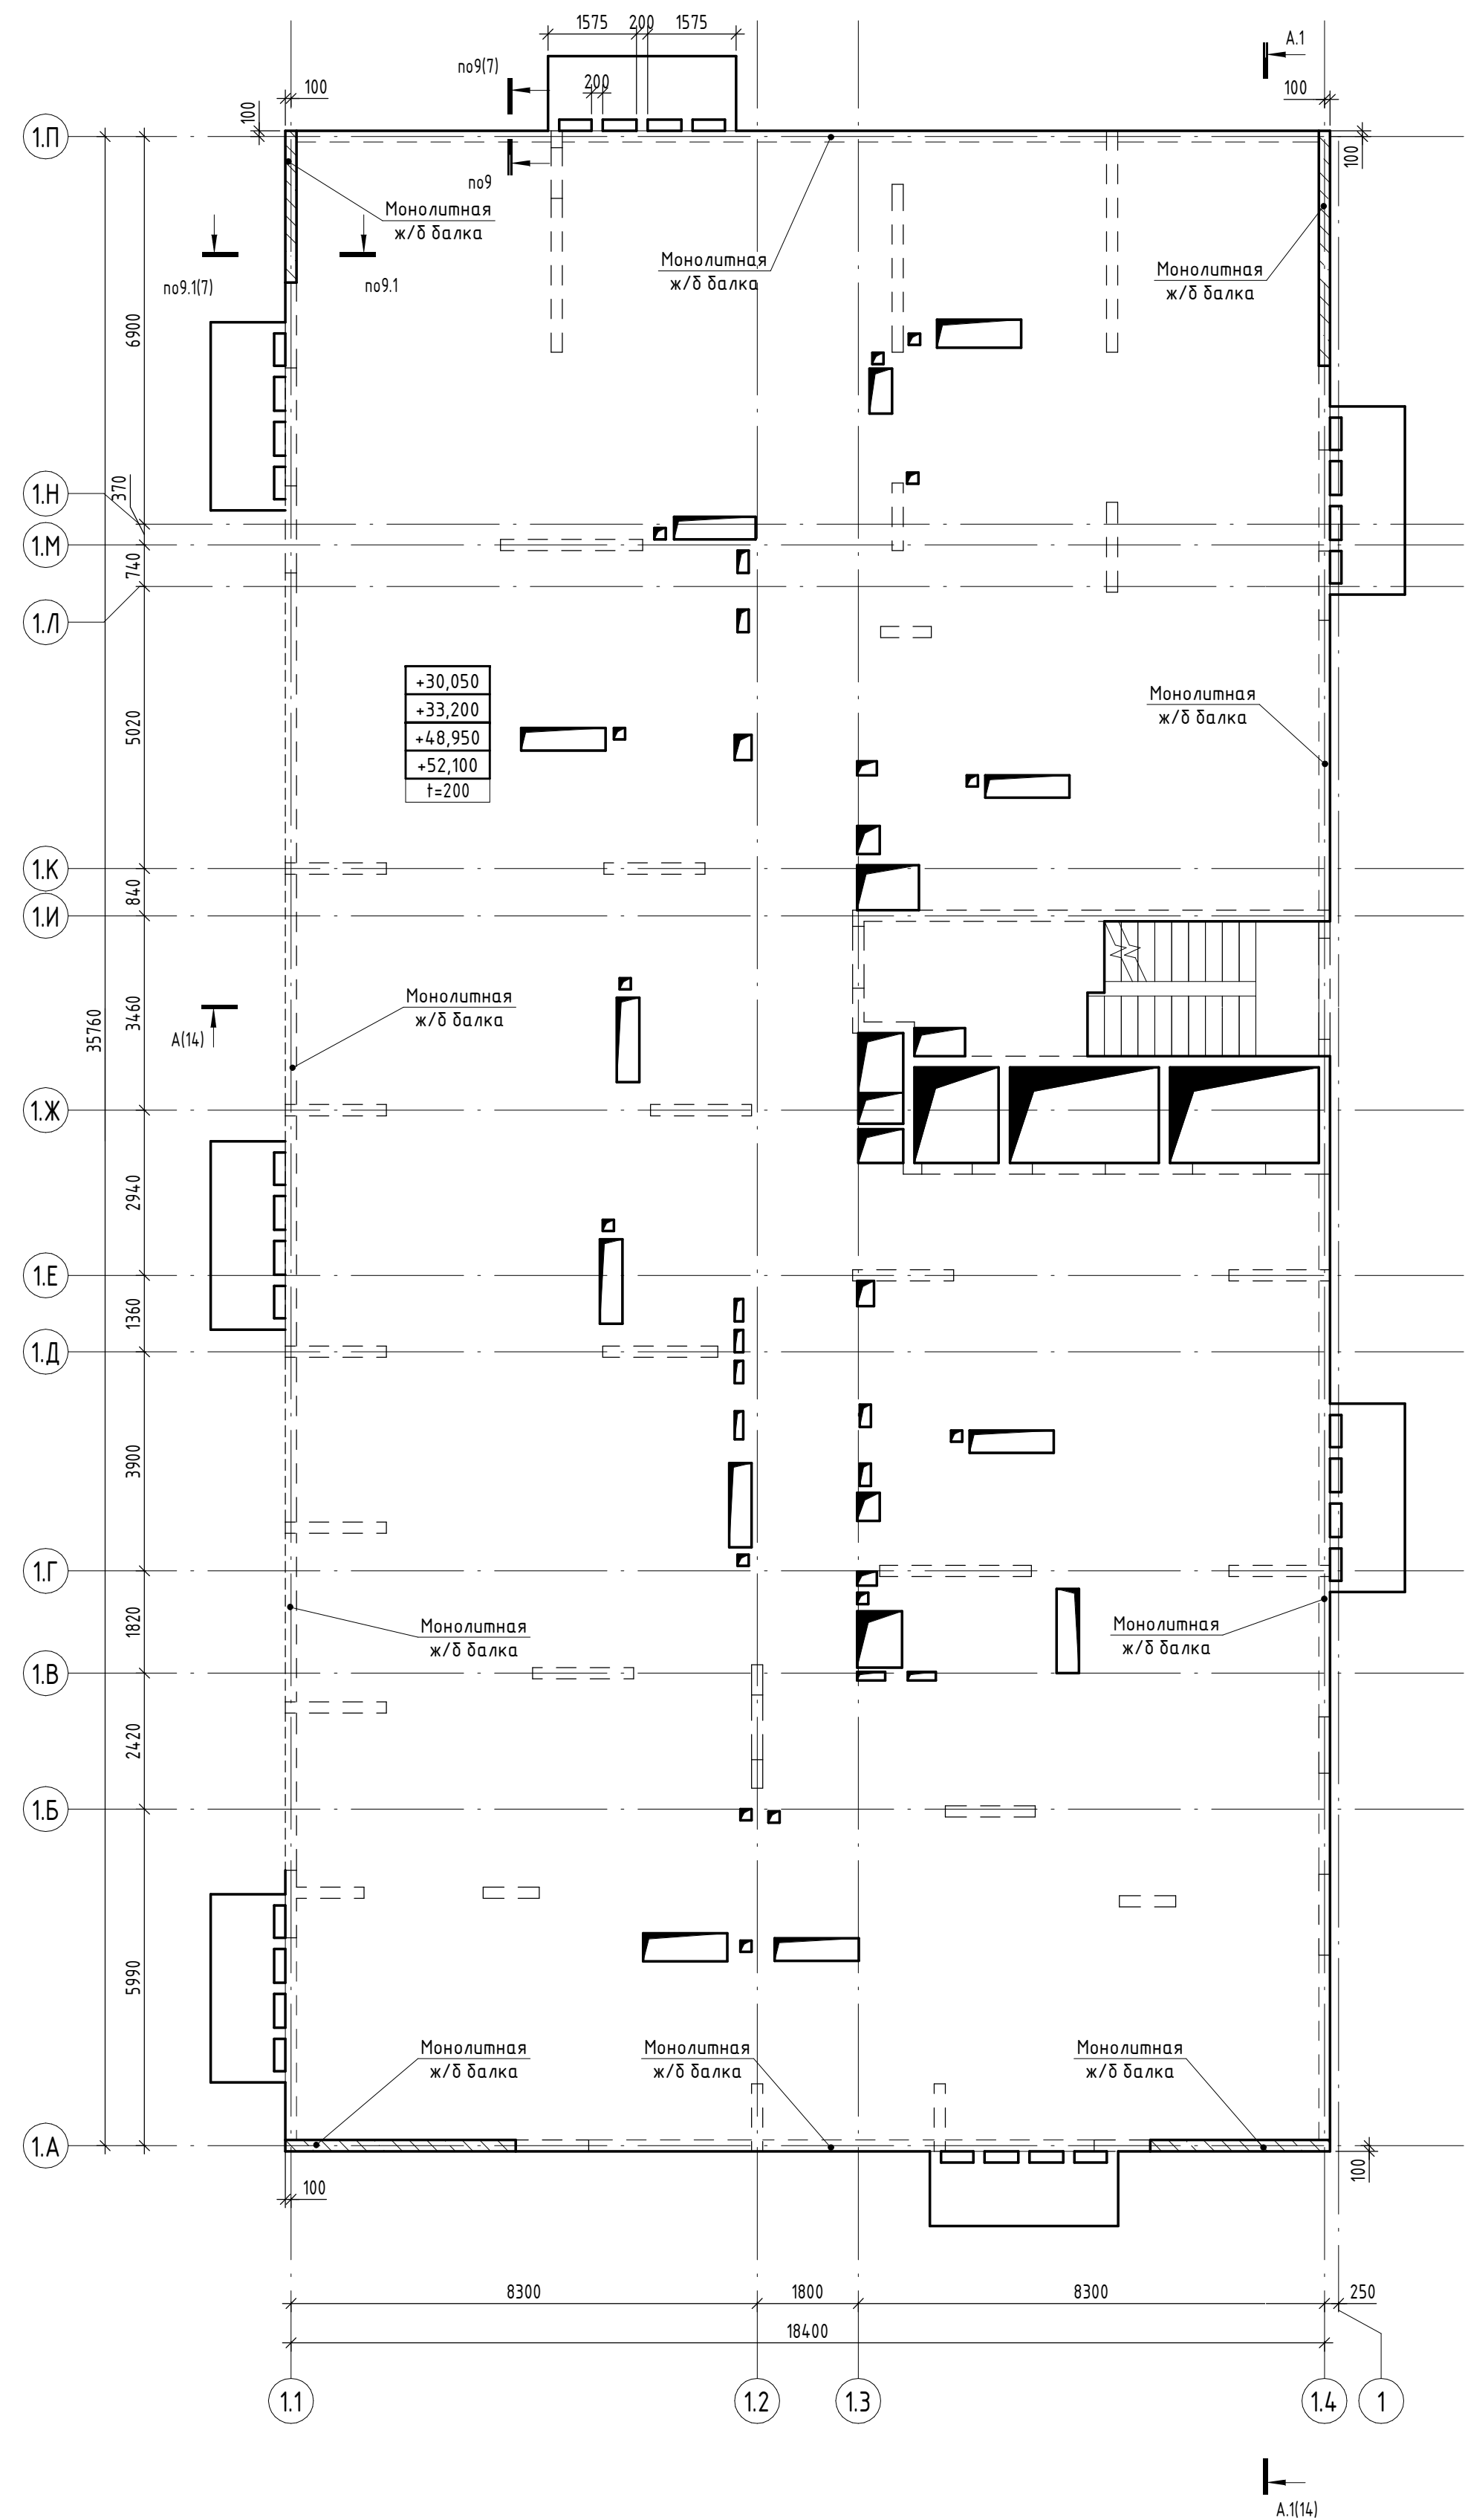 1575
200
1575
А.1
по9(7)
200
100
100
100
1.П
100
по9
Монолитная
ж/б балка
Монолитная
ж/б балка
Монолитная
ж/б балка
по9.1(7)
по9.1
6900
370
1.Н
1.М
740
1.Л
+30,050
+33,200
+48,950
+52,100
t=200
Монолитная
ж/б балка
5020
1.К
840
1.И
Монолитная
ж/б балка
3460
35760
А(14)
1.Ж
2940
1.Е
1360
1.Д
3900
1.Г
1820
Монолитная
ж/б балка
Монолитная
ж/б балка
1.В
2420
1.Б
5990
Монолитная
ж/б балка
Монолитная
ж/б балка
Монолитная
ж/б балка
1.А
100
100
8300
1800
8300
250
18400
1.1
1.2
1.3
1.4
1
А.1(14)